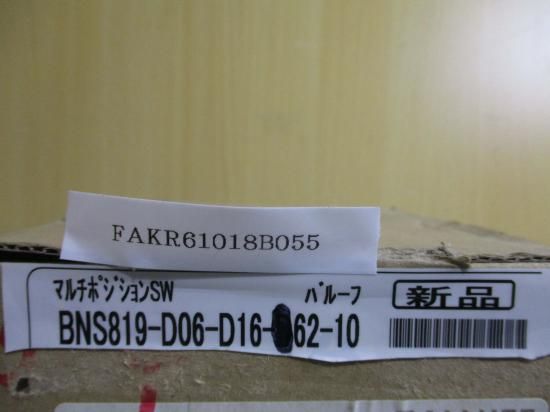 FAKR61018B055
ﾏﾙﾁﾎﾟｼﾞｼｮﾝSW ﾊﾞﾙｰﾌ 新品
BNS819-D06-D16- 62-10